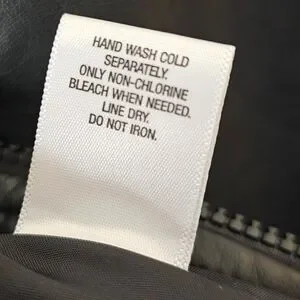 HAND WASH COLD
SEPARATELY.
ONLY NON-CHLORINE
BLEACH WHEN NEEDED.
LINE DRY.
DO NOT IRON.